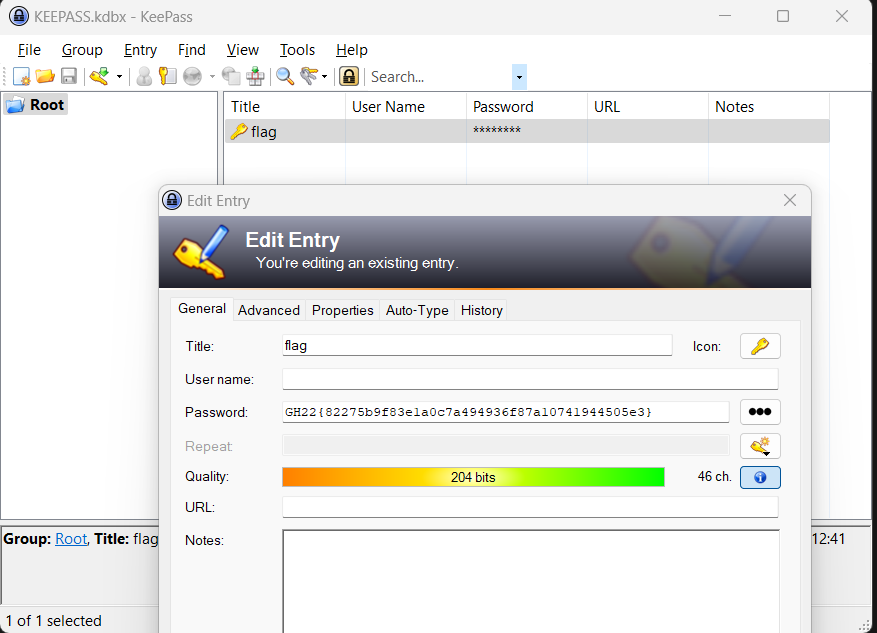 KEEPASS.kdbx - KeePass
File Group Entry Find View Tools Help
Search...
Root
Title User Name Password URL Notes
flag ********
Edit Entry
Edit Entry
You're editing an existing entry.
General Advanced Properties Auto-Type History
Title: flag Icon:
User name:
Password: GH22{82275b9f83e1a0c7a494936f87a10741944505e3}
Repeat:
Quality: 204 bits 46 ch.
URL:
Notes:
Group: Root, Title: flag 12:41
1 of 1 selected